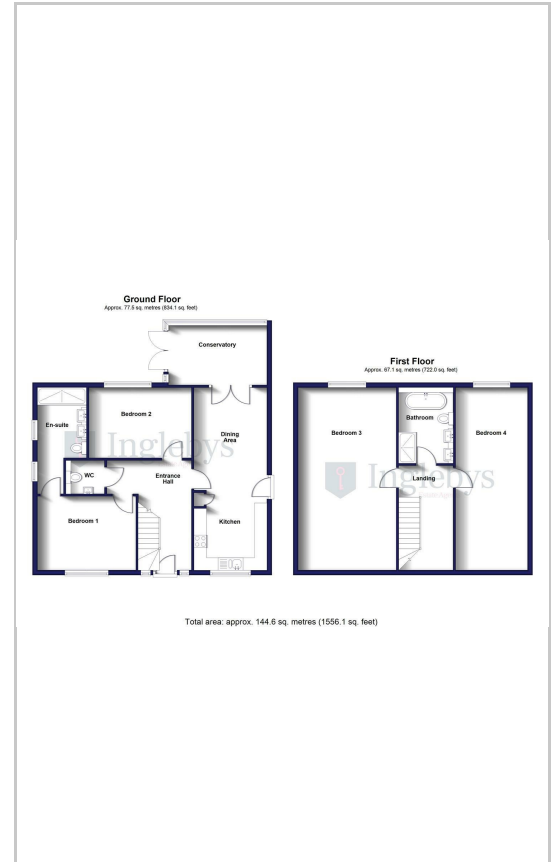 Ground Floor
Approx. 77.5 sq. metres (834.1 sq. feet)
Conservatory
Bedroom 2
En-suite
Dining
Area
WC
Entrance
Hall
Bedroom 1
Kitchen
Inglebys
First Floor
Approx. 67.1 sq. metres (722.0 sq. feet)
Bathroom
Bedroom 3
Bedroom 4
Landing
Inglebys
Total area: approx. 144.6 sq. metres (1556.1 sq. feet)